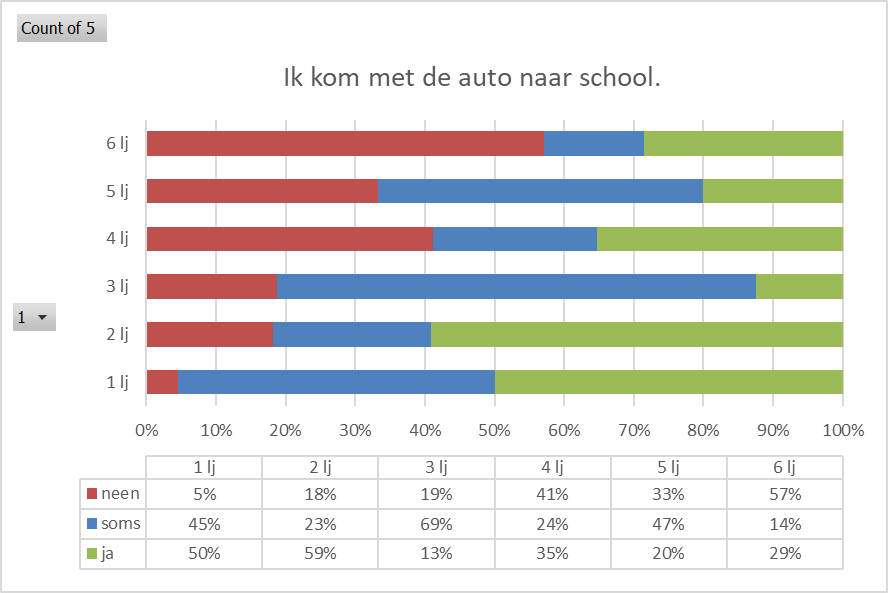 Count of 5
Ik kom met de auto naar school.
6 lj
5 lj
4 lj
3 lj
1
2 lj
1 lj
0% 10% 20% 30% 40% 50% 60% 70% 80% 90% 100%
1 lj 2 lj 3 lj 4 lj 5 lj 6 lj
neen 5% 18% 19% 41% 33% 57%
soms 45% 23% 69% 24% 47% 14%
ja 50% 59% 13% 35% 20% 29%